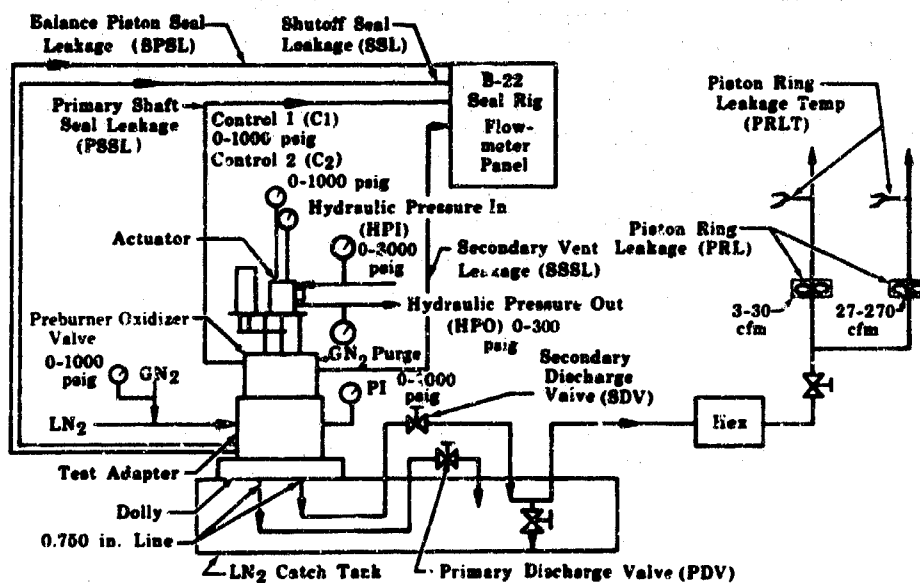 Balance Piston Seal
Leakage (BPSL)
Shutoff Seal
Leakage (SSL)
B-22
Seal Rig
Flow-
meter
Panel
Piston Ring
Leakage Temp
(PRLT)
Primary Shaft
Seal Leakage
(PSSL)
Control 1 (C1)
0-1000 psig
Control 2 (C2)
0-1000 psig
Hydraulic Pressure In
(HPI)
0-3000
psig
Actuator
Secondary Vent
Leakage (SSSL)
Piston Ring
Leakage (PRL)
3-30
cfm
27-270
cfm
Hydraulic Pressure Out
(HPO) 0-300
psig
Preburner Oxidizer
Valve
0-1000
psig
GN2
GN2 Purge
PI
psig
Secondary
Discharge
Valve (SDV)
LN2
Hex
Test Adapter
Dolly
0.750 in. Line
LN2 Catch Tank
Primary Discharge Valve (PDV)